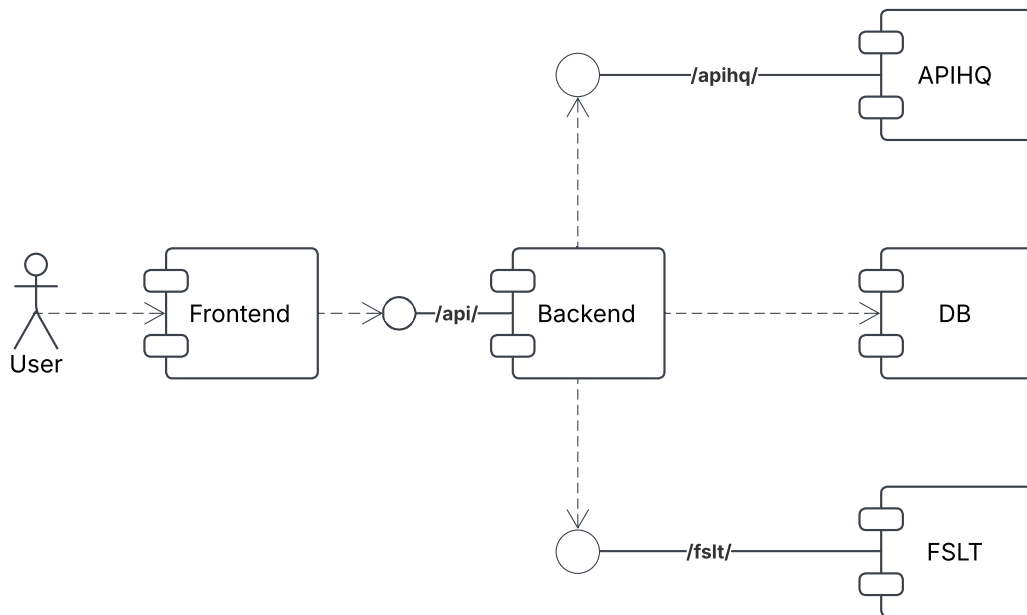 /apihq/
APIHQ
User
Frontend
/api/
Backend
DB
/fslt/
FSLT